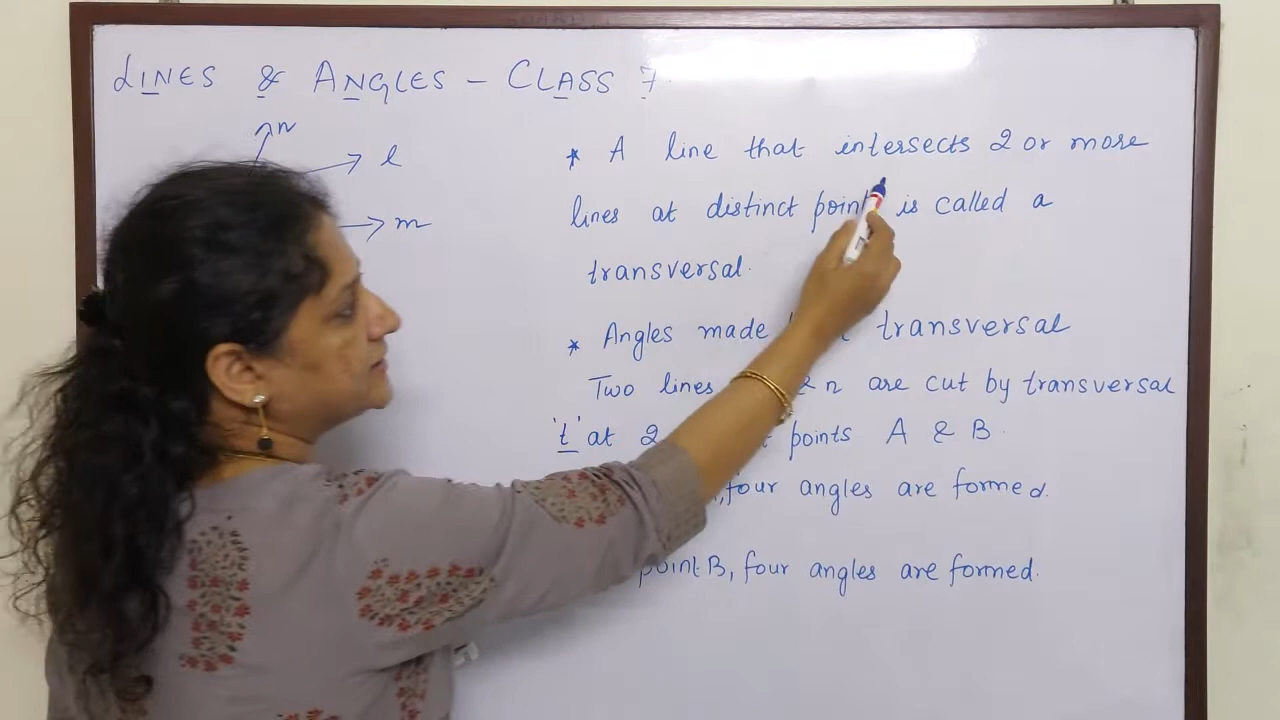 LINES & ANGLES - CLASS 7
n
l
m
* A line that intersects 2 or more
lines at distinct point is called a
transversal.
* Angles made transversal
Two lines & n are cut by transversal
't' at 2 points A & B.
four angles are formed.
point B, four angles are formed.